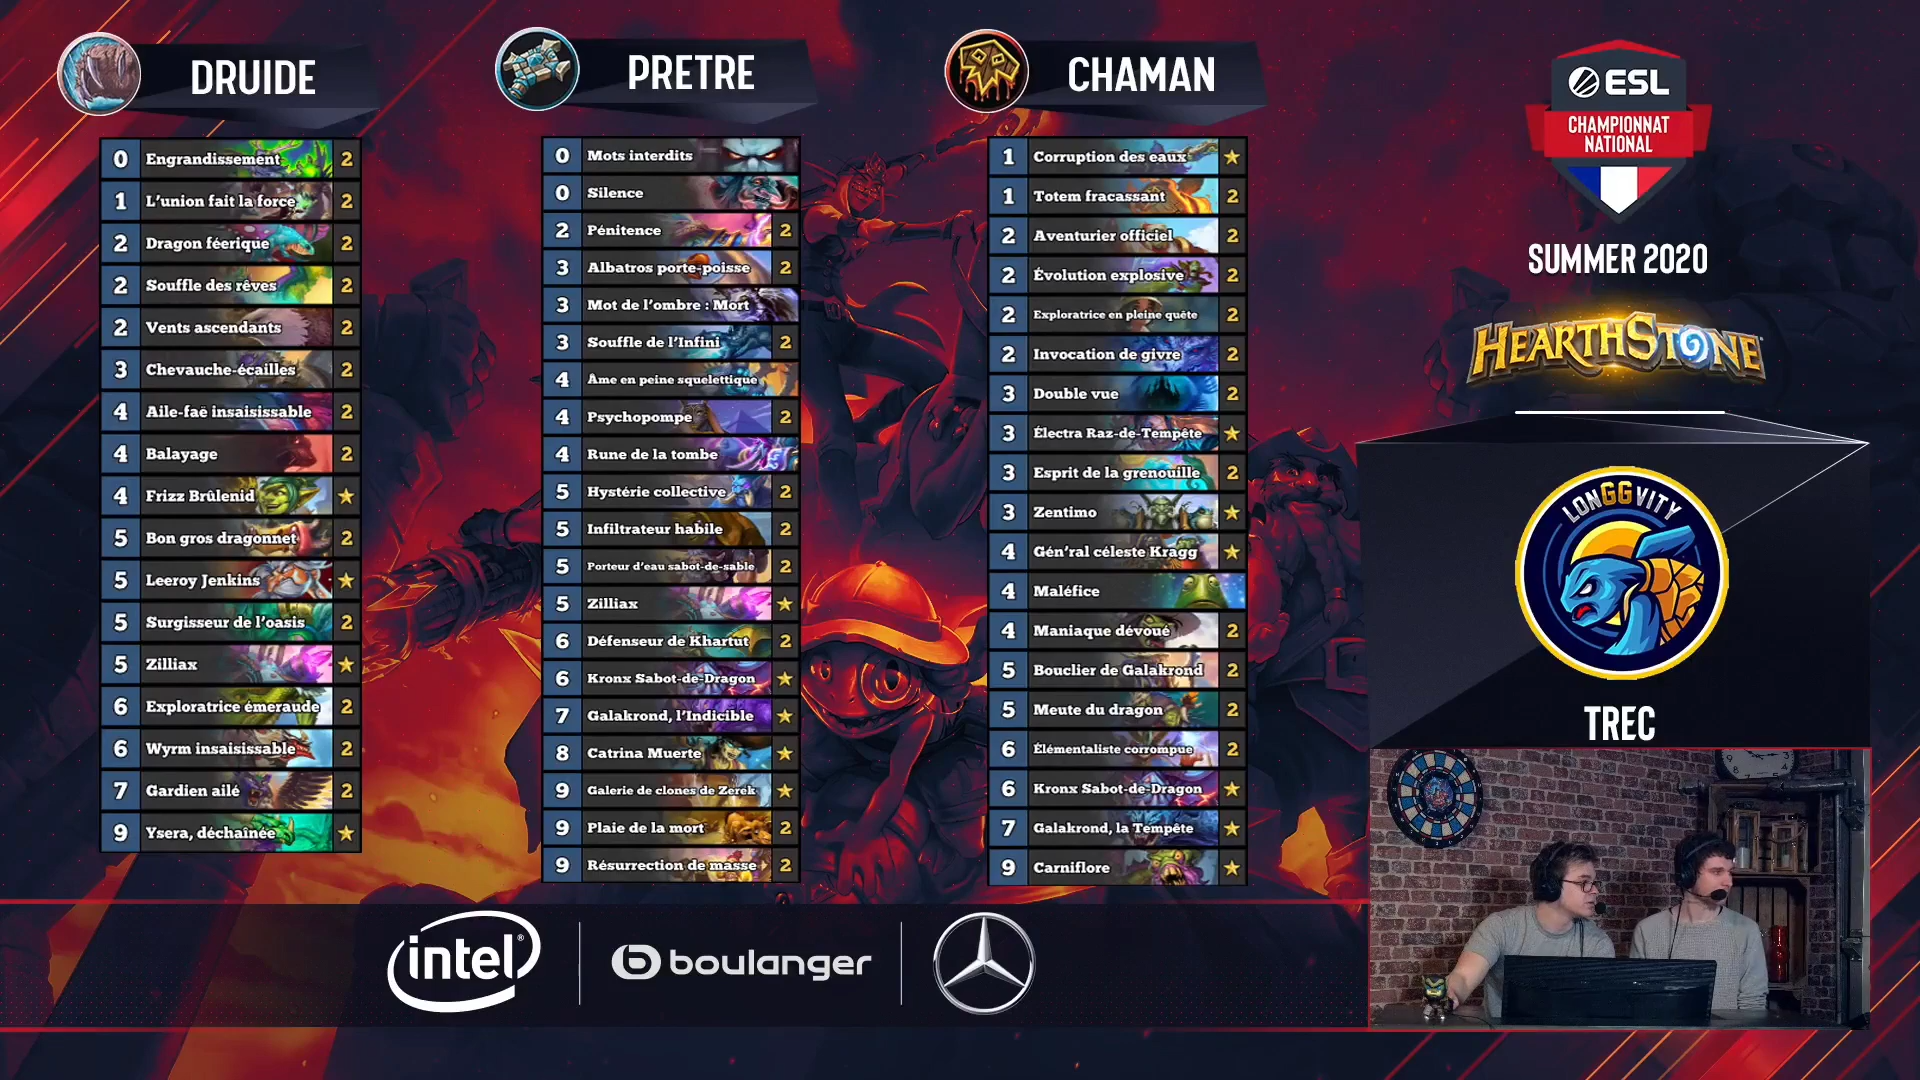 DRUIDE
0 Engrandissement 2
1 L'union fait la force 2
2 Dragon féerique 2
2 Souffle des rêves 2
2 Vents ascendants 2
3 Chevauche-écailles 2
4 Aile-faë insaisissable 2
4 Balayage 2
4 Frizz Brûlenid ★
5 Bon gros dragonnet 2
5 Leeroy Jenkins ★
5 Surgisseur de l'oasis 2
5 Zilliax ★
6 Exploratrice émeraude 2
6 Wyrm insaisissable 2
7 Gardien ailé 2
9 Ysera, déchaînée ★
PRETRE
0 Mots interdits
0 Silence
2 Pénitence 2
3 Albatros porte-poisse 2
3 Mot de l'ombre : Mort
3 Souffle de l'Infini 2
4 Âme en peine squelettique
4 Psychopompe 2
4 Rune de la tombe
5 Hystérie collective 2
5 Infiltrateur habile 2
5 Porteur d'eau sabot-de-sable 2
5 Zilliax ★
6 Défenseur de Khartut 2
6 Kronx Sabot-de-Dragon ★
7 Galakrond, l'Indicible ★
8 Catrina Muerte ★
9 Galerie de clones de Zerek ★
9 Plaie de la mort 2
9 Résurrection de masse 2
CHAMAN
1 Corruption des eaux ★
1 Totem fracassant 2
2 Aventurier officiel 2
2 Évolution explosive 2
2 Exploratrice en pleine quête 2
2 Invocation de givre 2
3 Double vue 2
3 Électra Raz-de-Tempête ★
3 Esprit de la grenouille 2
3 Zentimo ★
4 Gén'ral céleste Kragg ★
4 Maléfice
4 Maniaque dévoué 2
5 Bouclier de Galakrond 2
5 Meute du dragon 2
6 Élémentaliste corrompue 2
6 Kronx Sabot-de-Dragon ★
7 Galakrond, la Tempête ★
9 Carniflore ★
ESL
CHAMPIONNAT
NATIONAL
SUMMER 2020
HEARTHSTONE
LONGGVITY
TREC
intel®
boulanger